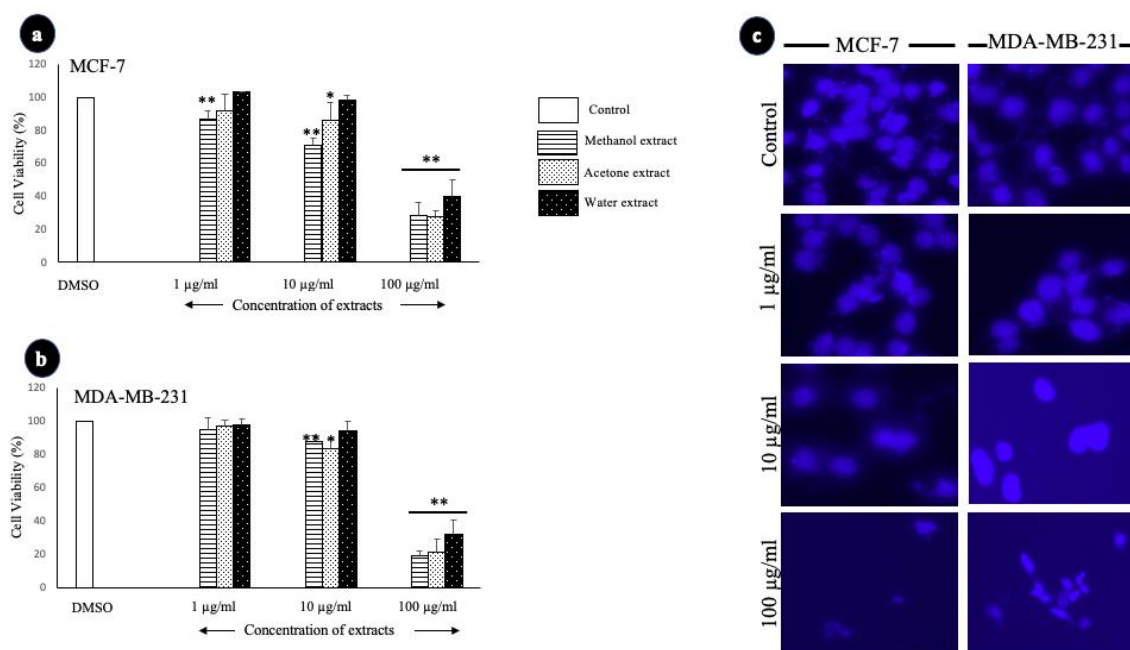 a
MCF-7
120
100
80
60
40
20
0
Cell Viability (%)
**
*
**
**
DMSO
1 µg/ml
10 µg/ml
100 µg/ml
Concentration of extracts
Control
Methanol extract
Acetone extract
Water extract
b
MDA-MB-231
120
100
80
60
40
20
0
Cell Viability (%)
**
*
**
DMSO
1 µg/ml
10 µg/ml
100 µg/ml
Concentration of extracts
c
MCF-7
MDA-MB-231
Control
1 µg/ml
10 µg/ml
100 µg/ml